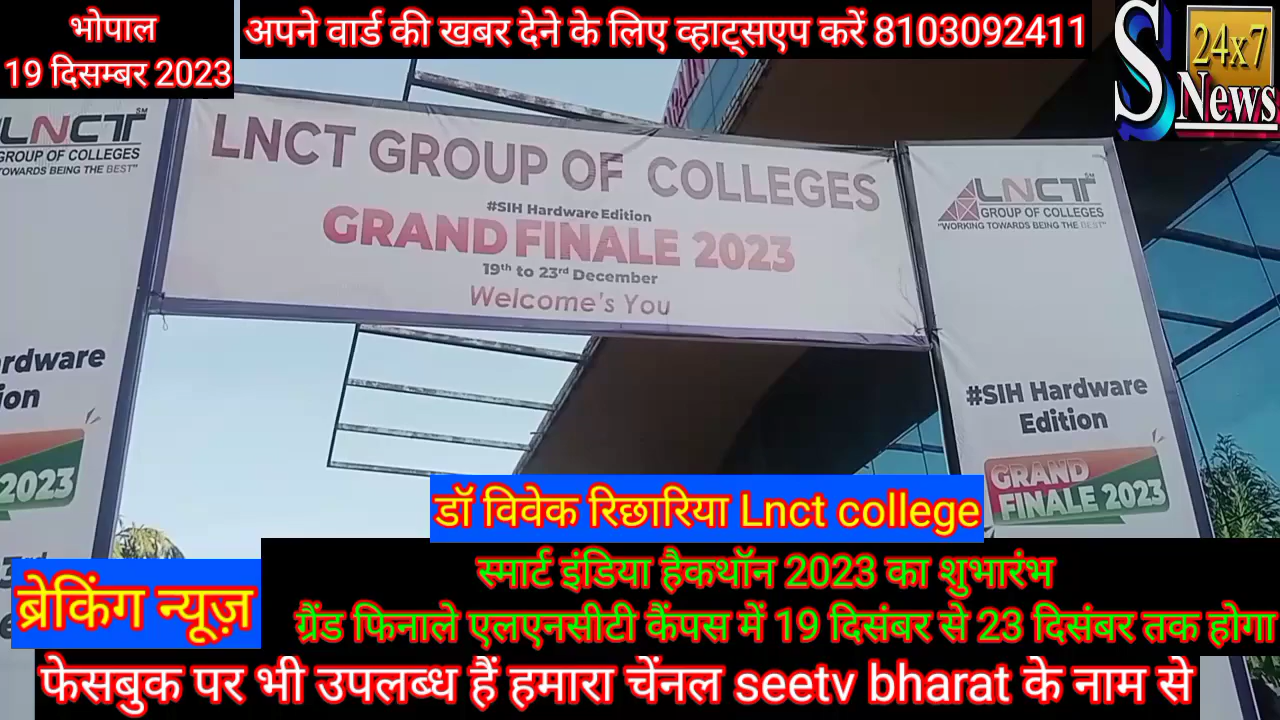 भोपाल
19 दिसम्बर 2023
अपने वार्ड की खबर देने के लिए व्हाट्सएप करें 8103092411
S 24x7
News
LNCT SM
GROUP OF COLLEGES
TOWARDS BEING THE BEST"
LNCT GROUP OF COLLEGES
#SIH Hardware Edition
GRAND FINALE 2023
19th to 23rd December
Welcome's You
LNCT SM
GROUP OF COLLEGES
"WORKING TOWARDS BEING THE BEST"
#SIH Hardware
Edition
GRAND
FINALE 2023
rdware
ion
2023
डॉ विवेक रिछारिया Lnct college
ब्रेकिंग न्यूज़
स्मार्ट इंडिया हैकथॉन 2023 का शुभारंभ
ग्रैंड फिनाले एलएनसीटी कैंपस में 19 दिसंबर से 23 दिसंबर तक होगा
फेसबुक पर भी उपलब्ध हैं हमारा चेंनल seetv bharat के नाम से